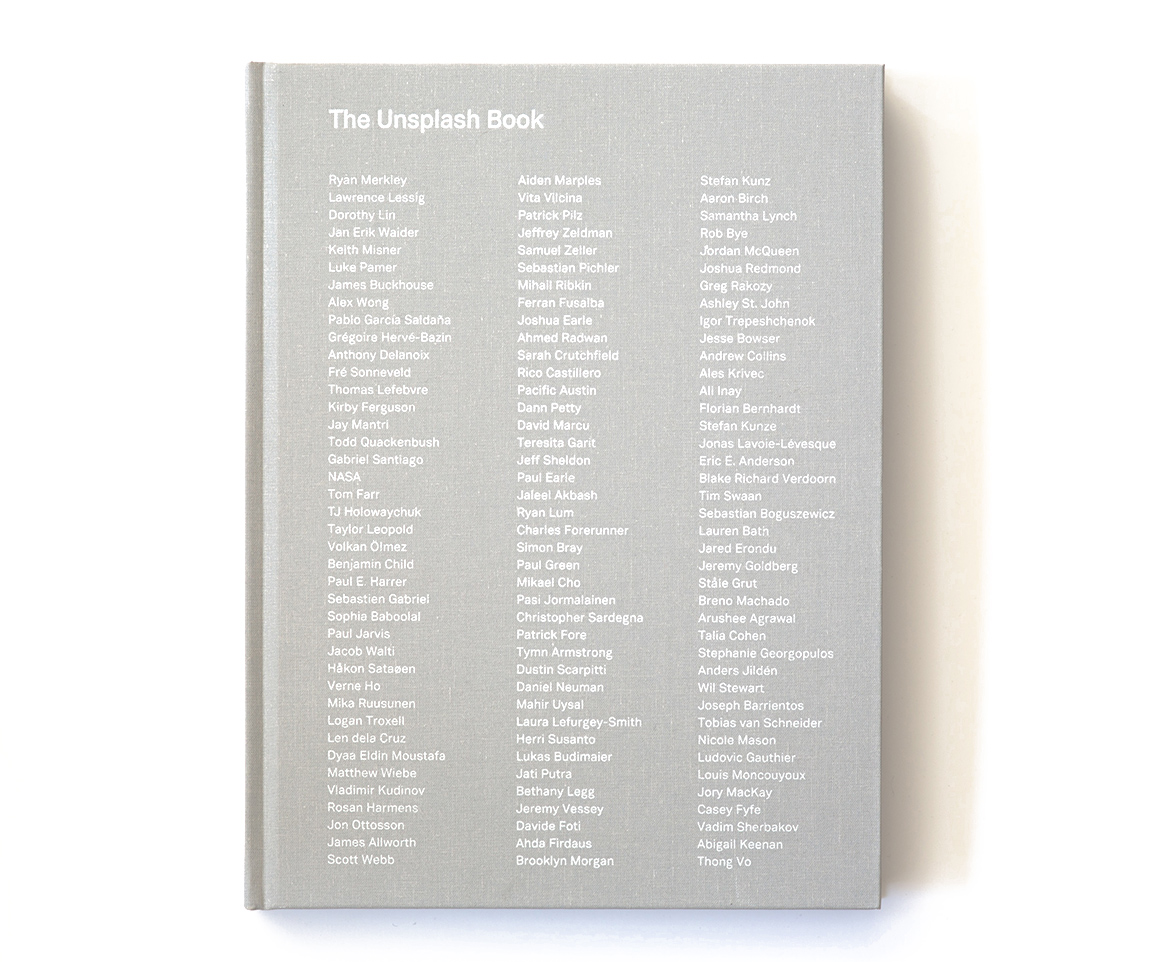 The Unsplash Book
Ryan Merkley
Lawrence Lessig
Dorothy Lin
Jan Erik Waider
Keith Misner
Luke Pamer
James Buckhouse
Alex Wong
Pablo García Saldaña
Grégoire Hervé-Bazin
Anthony Delanoix
Fré Sonneveld
Thomas Lefebvre
Kirby Ferguson
Jay Mantri
Todd Quackenbush
Gabriel Santiago
NASA
Tom Farr
TJ Holowaychuk
Taylor Leopold
Volkan Ölmez
Benjamin Child
Paul E. Harrer
Sebastien Gabriel
Sophia Baboolal
Paul Jarvis
Jacob Walti
Håkon Sataøen
Verne Ho
Mika Ruusunen
Logan Troxell
Len dela Cruz
Dyaa Eldin Moustafa
Matthew Wiebe
Vladimir Kudinov
Rosan Harmens
Jon Ottosson
James Allworth
Scott Webb
Aiden Marples
Vita Vilcina
Patrick Pilz
Jeffrey Zeldman
Samuel Zeller
Sebastian Pichler
Mihail Ribkin
Ferran Fusalba
Joshua Earle
Ahmed Radwan
Sarah Crutchfield
Rico Castillero
Pacific Austin
Dann Petty
David Marcu
Teresita Garit
Jeff Sheldon
Paul Earle
Jaleel Akbash
Ryan Lum
Charles Forerunner
Simon Bray
Paul Green
Mikael Cho
Pasi Jormalainen
Christopher Sardegna
Patrick Fore
Tymn Armstrong
Dustin Scarpitti
Daniel Neuman
Mahir Uysal
Laura Lefurgey-Smith
Herri Susanto
Lukas Budimaier
Jati Putra
Bethany Legg
Jeremy Vessey
Davide Foti
Ahda Firdaus
Brooklyn Morgan
Stefan Kunz
Aaron Birch
Samantha Lynch
Rob Bye
Jordan McQueen
Joshua Redmond
Greg Rakozy
Ashley St. John
Igor Trepeshchenok
Jesse Bowser
Andrew Collins
Ales Krivec
Ali Inay
Florian Bernhardt
Stefan Kunze
Jonas Lavoie-Lévesque
Eric E. Anderson
Blake Richard Verdoorn
Tim Swaan
Sebastian Boguszewicz
Lauren Bath
Jared Erondu
Jeremy Goldberg
Ståle Grut
Breno Machado
Arushee Agrawal
Talia Cohen
Stephanie Georgopulos
Anders Jildén
Wil Stewart
Joseph Barrientos
Tobias van Schneider
Nicole Mason
Ludovic Gauthier
Louis Moncouyoux
Jory MacKay
Casey Fyfe
Vadim Sherbakov
Abigail Keenan
Thong Vo